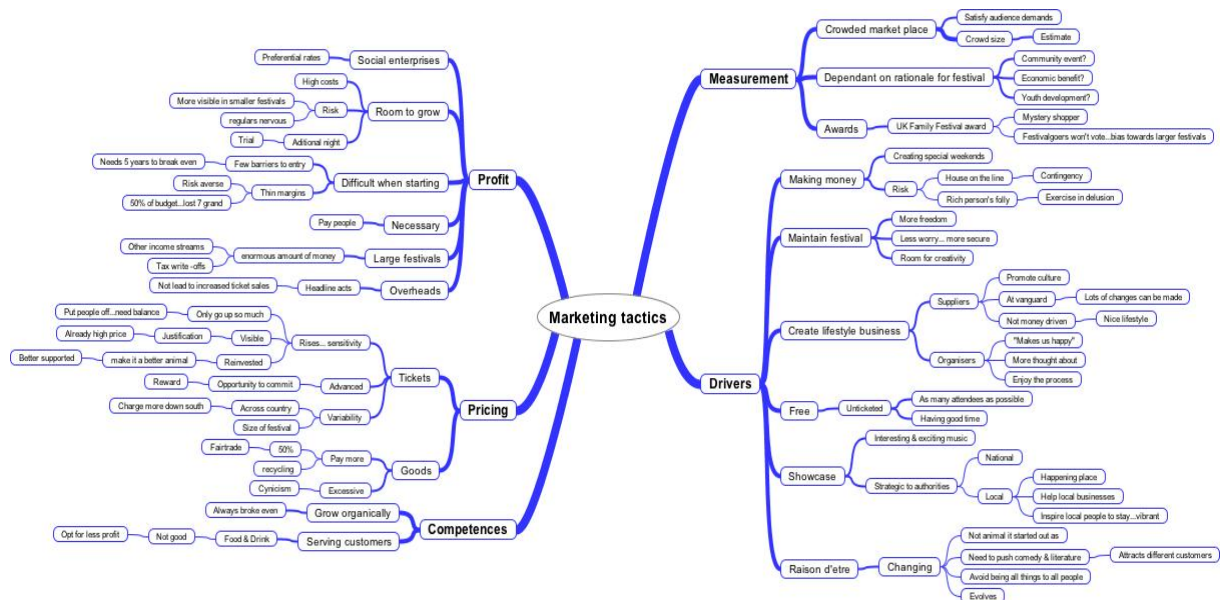 Marketing tactics
Measurement
Crowded market place
Satisfy audience demands
Crowd size
Estimate
Dependant on rationale for festival
Community event?
Economic benefit?
Youth development?
Awards
UK Family Festival award
Mystery shopper
Festivalgoers won't vote...bias towards larger festivals
Drivers
Making money
Creating special weekends
Risk
House on the line
Contingency
Rich person's folly
Exercise in delusion
Maintain festival
More freedom
Less worry... more secure
Room for creativity
Create lifestyle business
Suppliers
Promote culture
At vanguard
Lots of changes can be made
Not money driven
Nice lifestyle
Organisers
"Makes us happy"
More thought about
Enjoy the process
Free
Unticketed
As many attendees as possible
Having good time
Showcase
Interesting & exciting music
Strategic to authorities
National
Local
Happening place
Help local businesses
Inspire local people to stay...vibrant
Raison d'etre
Changing
Not animal it started out as
Need to push comedy & literature
Attracts different customers
Avoid being all things to all people
Evolves
Profit
Social enterprises
Preferential rates
Room to grow
High costs
Risk
More visible in smaller festivals
regulars nervous
Aditional night
Trial
Difficult when starting
Few barriers to entry
Needs 5 years to break even
Thin margins
Risk averse
50% of budget...lost 7 grand
Necessary
Pay people
Large festivals
enormous amount of money
Other income streams
Tax write -offs
Overheads
Headline acts
Not lead to increased ticket sales
Pricing
Tickets
Rises... sensitivity
Only go up so much
Put people off...need balance
Visible
Justification
Already high price
Reinvested
make it a better animal
Better supported
Advanced
Opportunity to commit
Reward
Variability
Across country
Charge more down south
Size of festival
Goods
Pay more
50%
Fairtrade
recycling
Excessive
Cynicism
Competences
Grow organically
Always broke even
Serving customers
Food & Drink
Not good
Opt for less profit